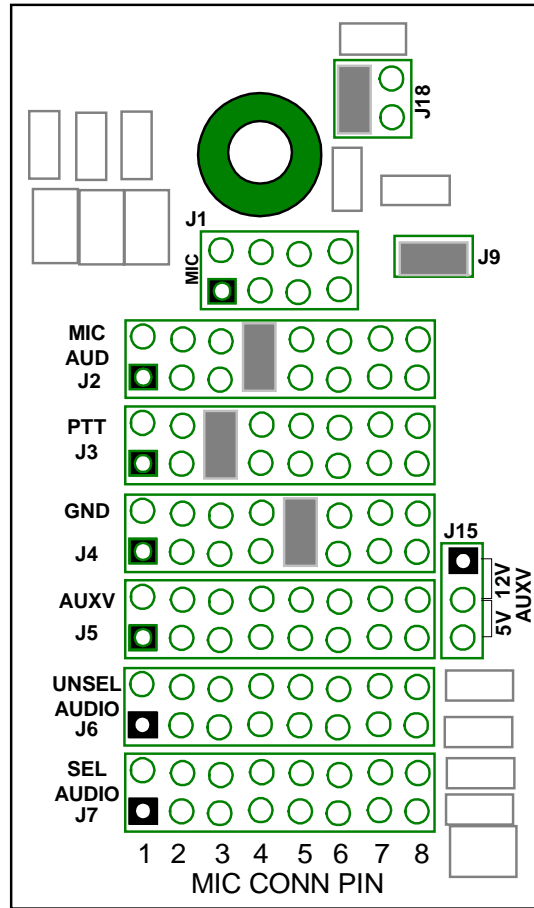 J18
J1
MIC
J9
MIC
AUD
J2
PTT
J3
GND
J4
J15
12V
5V
AUXV
AUXV
J5
UNSEL
AUDIO
J6
SEL
AUDIO
J7
1 2 3 4 5 6 7 8
MIC CONN PIN